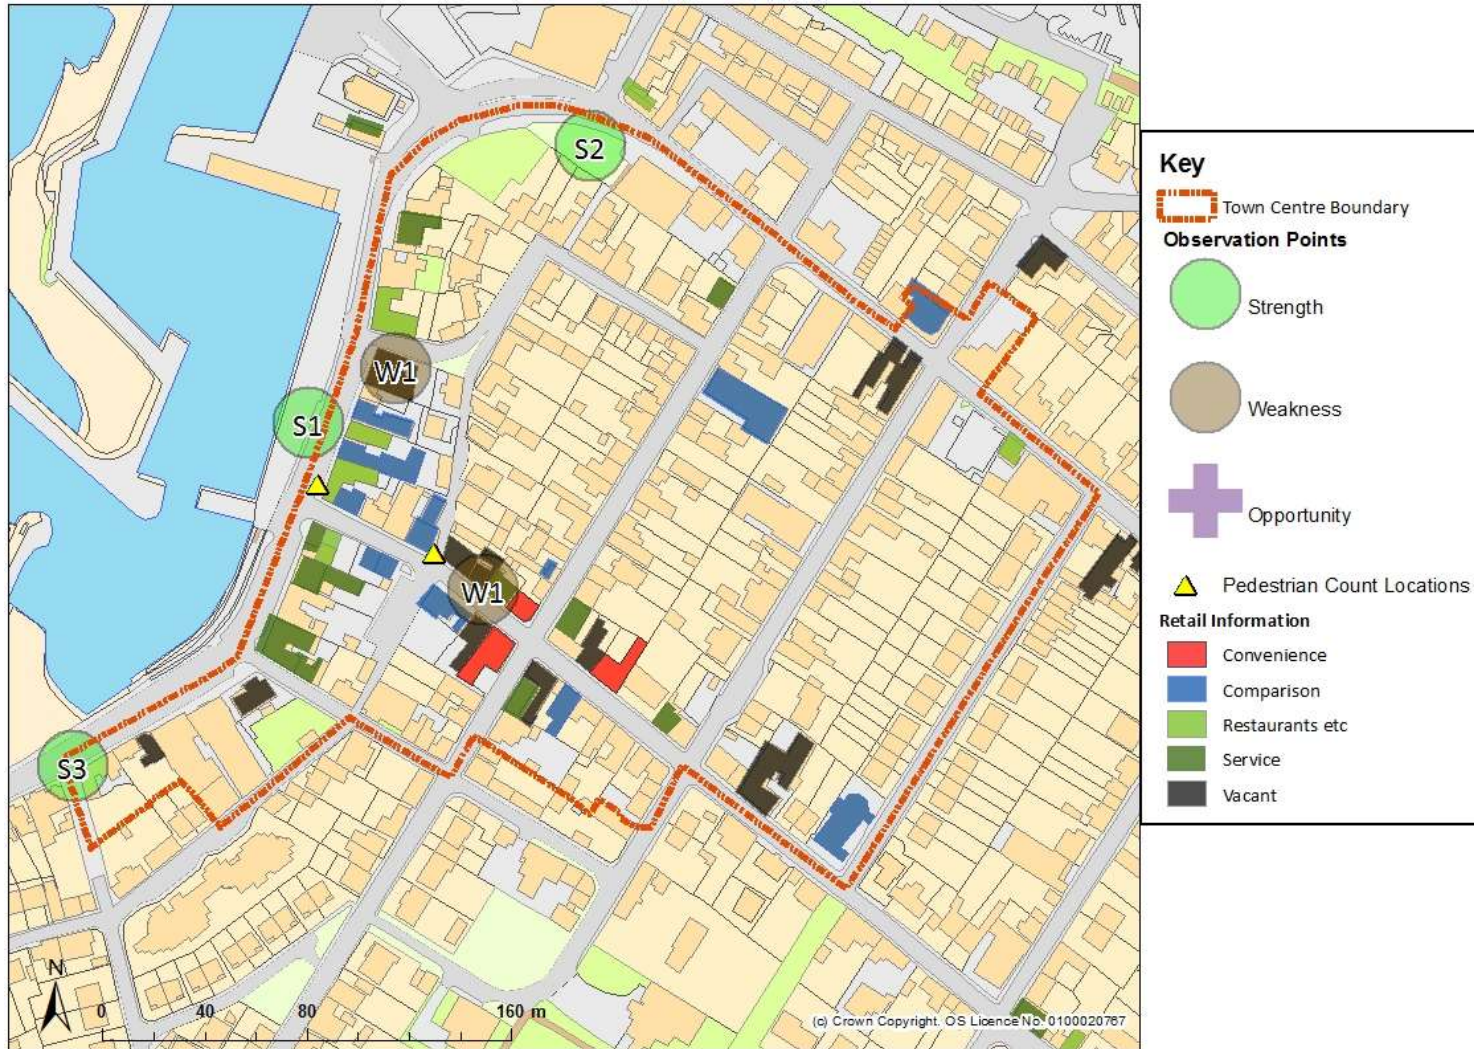 S2
W1
S1
W1
S3
N
0 40 80 160 m
(c) Crown Copyright. OS Licence No. 0100020767
Key
Town Centre Boundary
Observation Points
Strength
Weakness
Opportunity
Pedestrian Count Locations
Retail Information
Convenience
Comparison
Restaurants etc
Service
Vacant